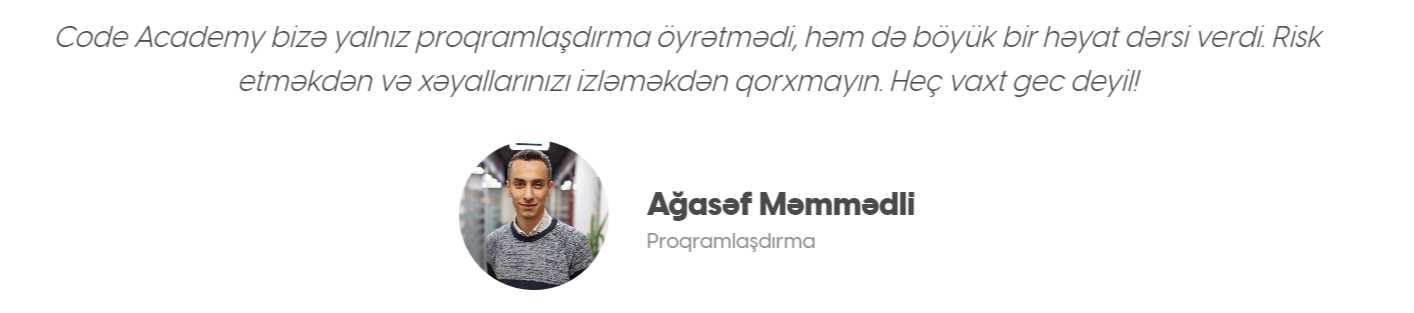 Code Academy bizə yalnız proqramlaşdırma öyrətmədi, həm də böyük bir həyat dərsi verdi. Risk
etməkdən və xəyallarınızı izləməkdən qorxmayın. Heç vaxt gec deyil!
Ağasəf Məmmədli
Proqramlaşdırma